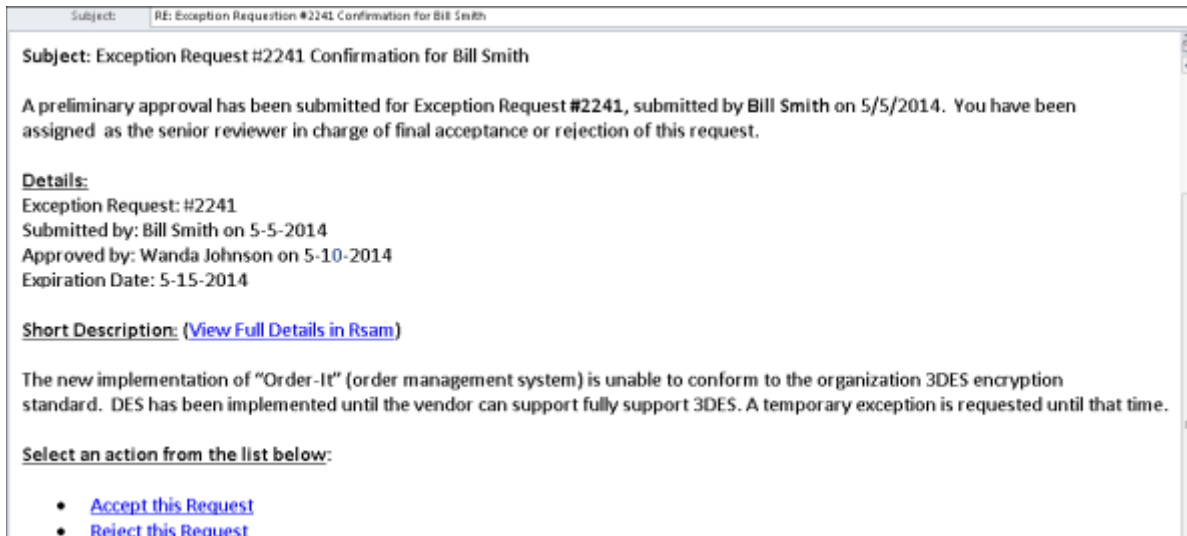 Subject: RE: Exception Requestion #2241 Confirmation for Bill Smith
Subject: Exception Request #2241 Confirmation for Bill Smith
A preliminary approval has been submitted for Exception Request #2241, submitted by Bill Smith on 5/5/2014. You have been
assigned as the senior reviewer in charge of final acceptance or rejection of this request.
Details:
Exception Request: #2241
Submitted by: Bill Smith on 5-5-2014
Approved by: Wanda Johnson on 5-10-2014
Expiration Date: 5-15-2014
Short Description: (View Full Details in Rsam)
The new implementation of “Order-It” (order management system) is unable to conform to the organization 3DES encryption
standard. DES has been implemented until the vendor can support fully support 3DES. A temporary exception is requested until that time.
Select an action from the list below:
• Accept this Request
• Reject this Request